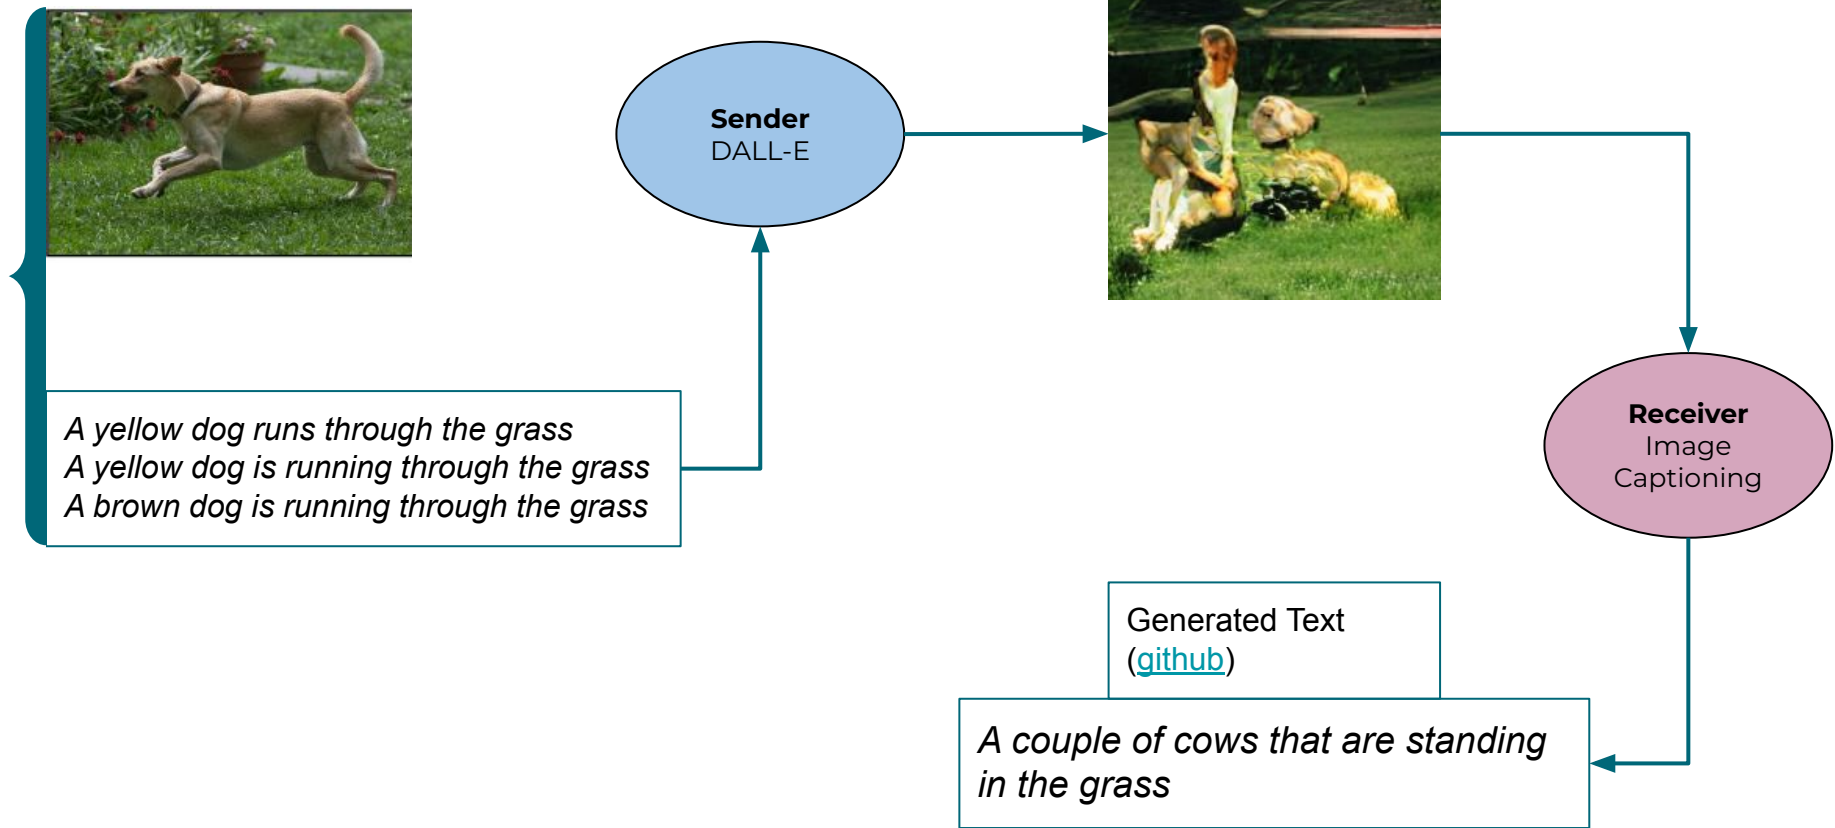 Sender
DALL-E
A yellow dog runs through the grass
A yellow dog is running through the grass
A brown dog is running through the grass
Receiver
Image
Captioning
Generated Text
(github)
A couple of cows that are standing
in the grass